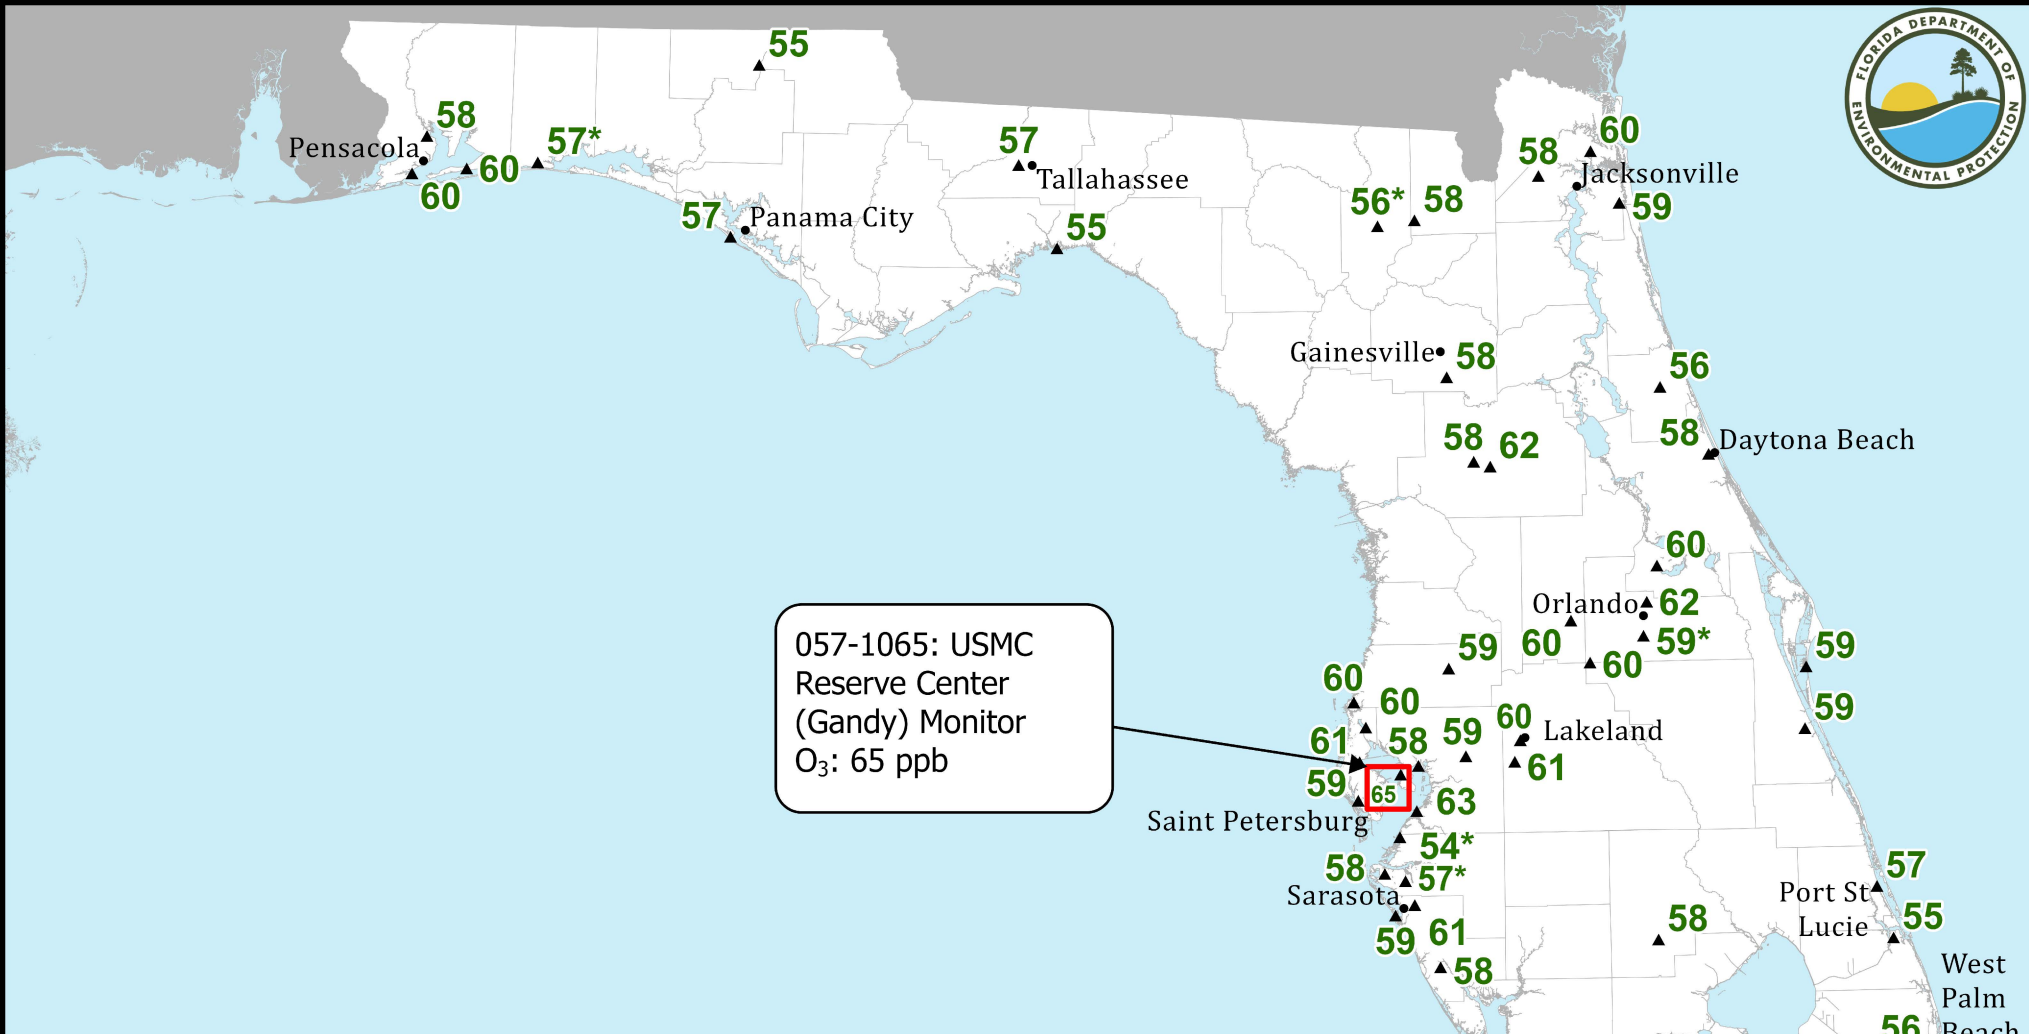 FLORIDA DEPARTMENT OF
ENVIRONMENTAL PROTECTION
55
58
Pensacola
60
60
57*
57
Tallahassee
57
Panama City
55
56*
58
58
60
Jacksonville
59
Gainesville
58
56
58
Daytona Beach
58
62
60
Orlando
62
60
59*
60
59
59
59
057-1065: USMC
Reserve Center
(Gandy) Monitor
O₃: 65 ppb
60
60
61
58
59
60
Lakeland
61
59
65
63
Saint Petersburg
54*
58
57*
Sarasota
59
61
58
58
57
Port St
Lucie
55
West
Palm
Beach
56